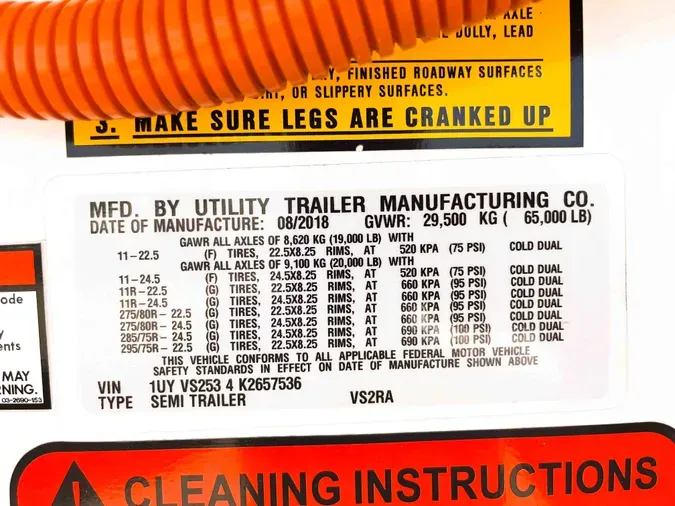 AXLE
DOLLY, LEAD
FINISHED ROADWAY SURFACES
OR SLIPPERY SURFACES.
3. MAKE SURE LEGS ARE CRANKED UP
MFD. BY UTILITY TRAILER MANUFACTURING CO.
DATE OF MANUFACTURE: 08/2018 GVWR: 29,500 KG ( 65,000 LB)
GAWR ALL AXLES OF 8,620 KG (19,000 LB) WITH
11-22.5 (F) TIRES, 22.5X8.25 RIMS, AT 520 KPA (75 PSI) COLD DUAL
GAWR ALL AXLES OF 9,100 KG (20,000 LB) WITH
11-24.5 (F) TIRES, 24.5X8.25 RIMS, AT 520 KPA (75 PSI) COLD DUAL
11R-22.5 (G) TIRES, 22.5X8.25 RIMS, AT 660 KPA (95 PSI) COLD DUAL
11R-24.5 (G) TIRES, 24.5X8.25 RIMS, AT 660 KPA (95 PSI) COLD DUAL
275/80R-22.5 (G) TIRES, 22.5X8.25 RIMS, AT 660 KPA (95 PSI) COLD DUAL
275/80R-24.5 (G) TIRES, 24.5X8.25 RIMS, AT 660 KPA (95 PSI) COLD DUAL
285/75R-24.5 (G) TIRES, 24.5X8.25 RIMS, AT 690 KPA (100 PSI) COLD DUAL
295/75R-22.5 (G) TIRES, 22.5X8.25 RIMS, AT 690 KPA (100 PSI) COLD DUAL
THIS VEHICLE CONFORMS TO ALL APPLICABLE FEDERAL MOTOR VEHICLE
SAFETY STANDARDS IN EFFECT ON DATE OF MANUFACTURE SHOWN ABOVE
VIN 1UY VS253 4 K2657536
TYPE SEMI TRAILER VS2RA
ode
y
ents
MAY
RNING.
03-2690-153
CLEANING INSTRUCTIONS